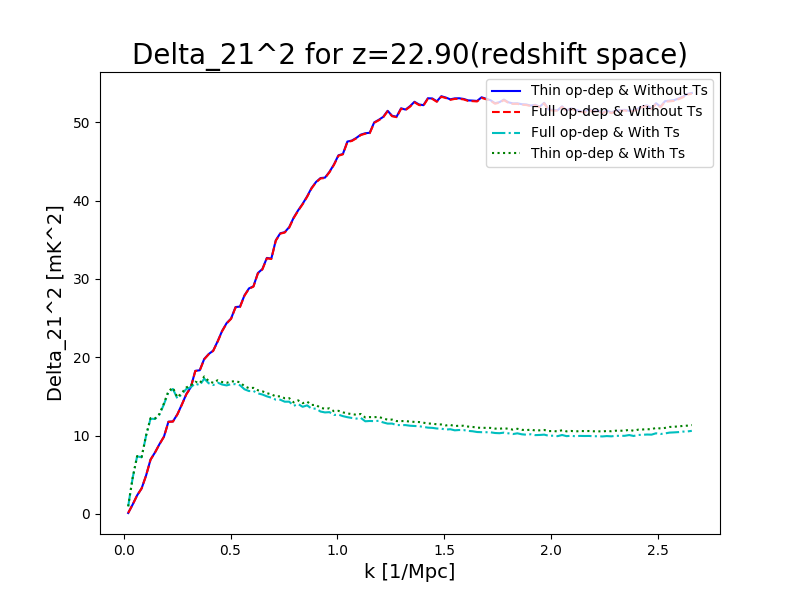 Delta_21^2 for z=22.90(redshift space)
Thin op-dep & Without Ts
Full op-dep & Without Ts
Full op-dep & With Ts
Thin op-dep & With Ts
Delta_21^2 [mK^2]
50
40
30
20
10
0
0.0 0.5 1.0 1.5 2.0 2.5
k [1/Mpc]